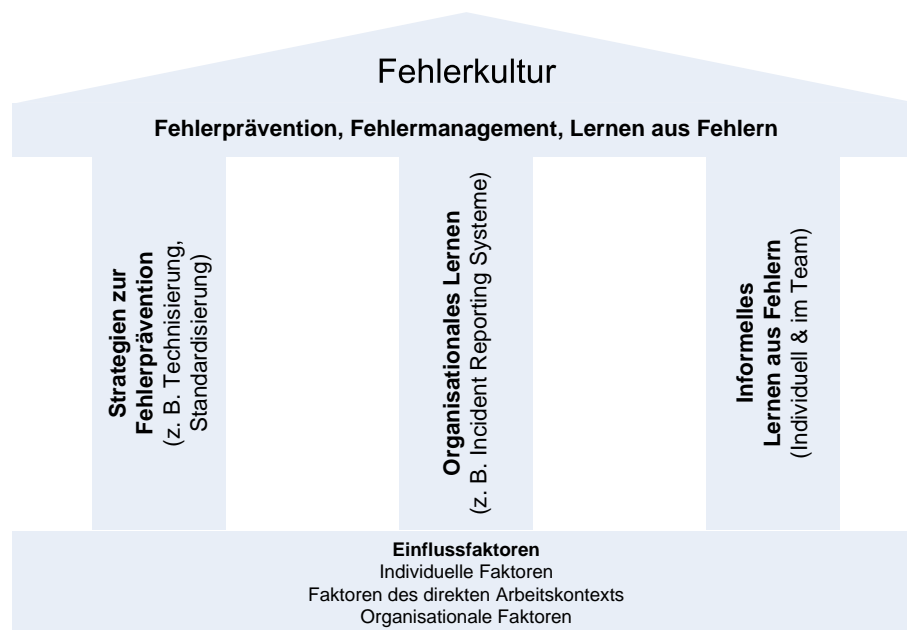 Fehlerkultur
Fehlerprävention, Fehlermanagement, Lernen aus Fehlern
Strategien zur
Fehlerprävention
(z. B. Technisierung,
Standardisierung)
Organisationales Lernen
(z. B. Incident Reporting Systeme)
Informelles
Lernen aus Fehlern
(Individuell & im Team)
Einflussfaktoren
Individuelle Faktoren
Faktoren des direkten Arbeitskontexts
Organisationale Faktoren